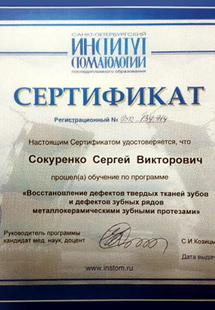 САНКТ-ПЕТЕРБУРГСКИЙ
ИНСТИТУТ
СТОМАТОЛОГИИ
последипломного образования
СЕРТИФИКАТ
Регистрационный №
Настоящим Сертификатом удостоверяется, что
Сокуренко Сергей Викторович
прошел(а) обучение по программе
«Восстановление дефектов твердых тканей зубов
и дефектов зубных рядов
металлокерамическими зубными протезами»
Руководитель программы
кандидат мед. наук, доцент
С.И.Козиц
Дата выда
www.instom.ru